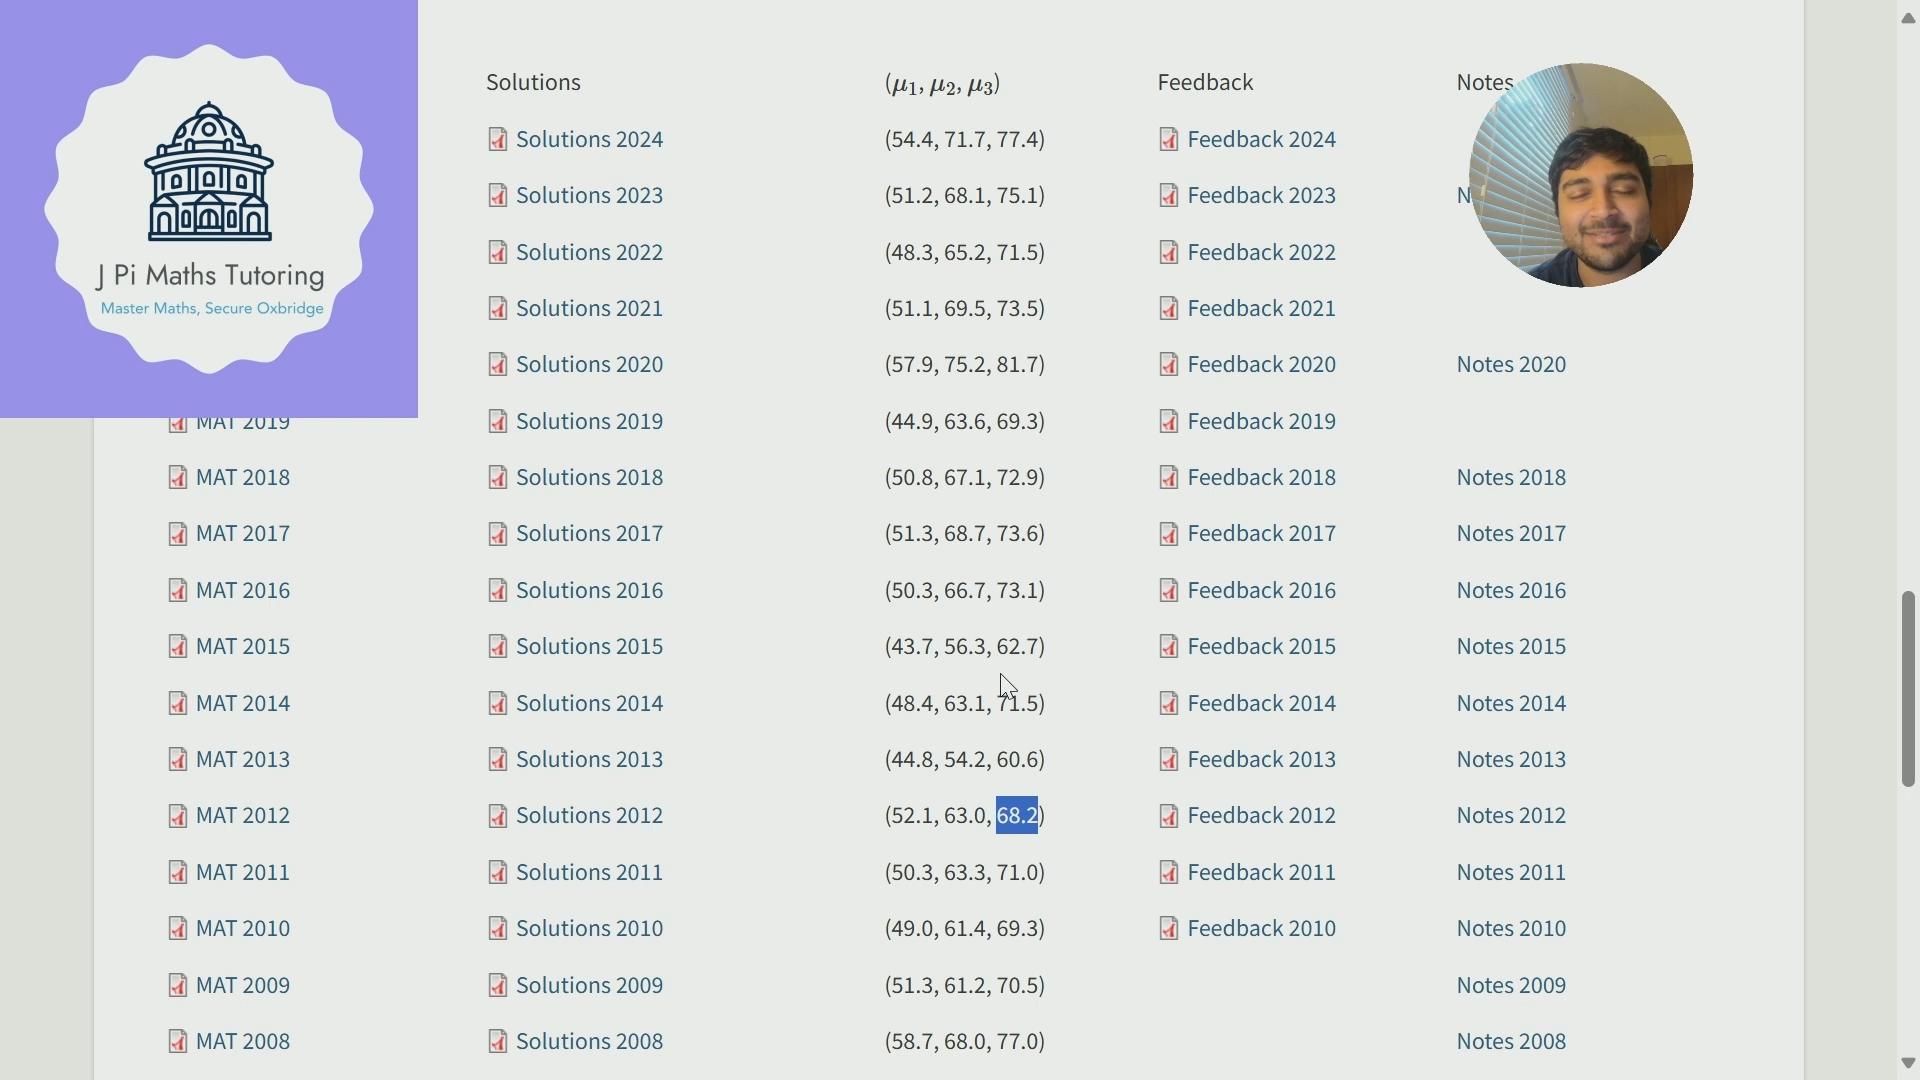 J Pi Maths Tutoring
Master Maths, Secure Oxbridge
Solutions (μ1, μ2, μ3) Feedback Notes
Solutions 2024 (54.4, 71.7, 77.4) Feedback 2024
Solutions 2023 (51.2, 68.1, 75.1) Feedback 2023 N
Solutions 2022 (48.3, 65.2, 71.5) Feedback 2022
Solutions 2021 (51.1, 69.5, 73.5) Feedback 2021
Solutions 2020 (57.9, 75.2, 81.7) Feedback 2020 Notes 2020
MAT 2019 Solutions 2019 (44.9, 63.6, 69.3) Feedback 2019
MAT 2018 Solutions 2018 (50.8, 67.1, 72.9) Feedback 2018 Notes 2018
MAT 2017 Solutions 2017 (51.3, 68.7, 73.6) Feedback 2017 Notes 2017
MAT 2016 Solutions 2016 (50.3, 66.7, 73.1) Feedback 2016 Notes 2016
MAT 2015 Solutions 2015 (43.7, 56.3, 62.7) Feedback 2015 Notes 2015
MAT 2014 Solutions 2014 (48.4, 63.1, 71.5) Feedback 2014 Notes 2014
MAT 2013 Solutions 2013 (44.8, 54.2, 60.6) Feedback 2013 Notes 2013
MAT 2012 Solutions 2012 (52.1, 63.0, 68.2) Feedback 2012 Notes 2012
MAT 2011 Solutions 2011 (50.3, 63.3, 71.0) Feedback 2011 Notes 2011
MAT 2010 Solutions 2010 (49.0, 61.4, 69.3) Feedback 2010 Notes 2010
MAT 2009 Solutions 2009 (51.3, 61.2, 70.5) Notes 2009
MAT 2008 Solutions 2008 (58.7, 68.0, 77.0) Notes 2008